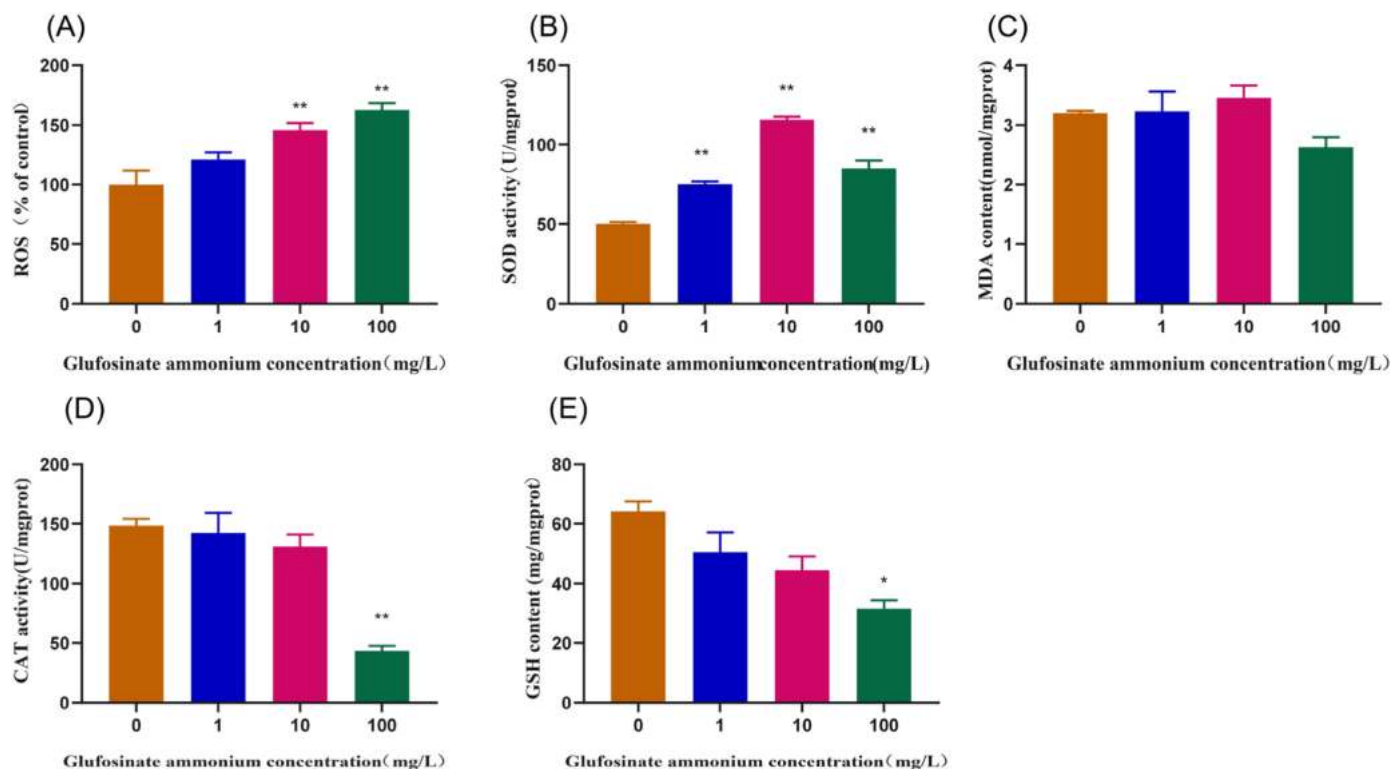 (A)
ROS（% of control）
200
150
100
50
0
**
**
0 1 10 100
Glufosinate ammonium concentration（mg/L）
(B)
SOD activity（U/mgprot）
150
100
50
0
**
**
**
0 1 10 100
Glufosinate ammoniumconcentration(mg/L)
(C)
MDA content(nmol/mgprot)
4
3
2
1
0
0 1 10 100
Glufosinate ammonium concentration（mg/L）
(D)
CAT activity(U/mgprot)
200
150
100
50
0
**
0 1 10 100
Glufosinate ammonium concentration（mg/L）
(E)
GSH content (mg/mgprot）
80
60
40
20
0
*
0 1 10 100
Glufosinate ammonium concentration（mg/L）